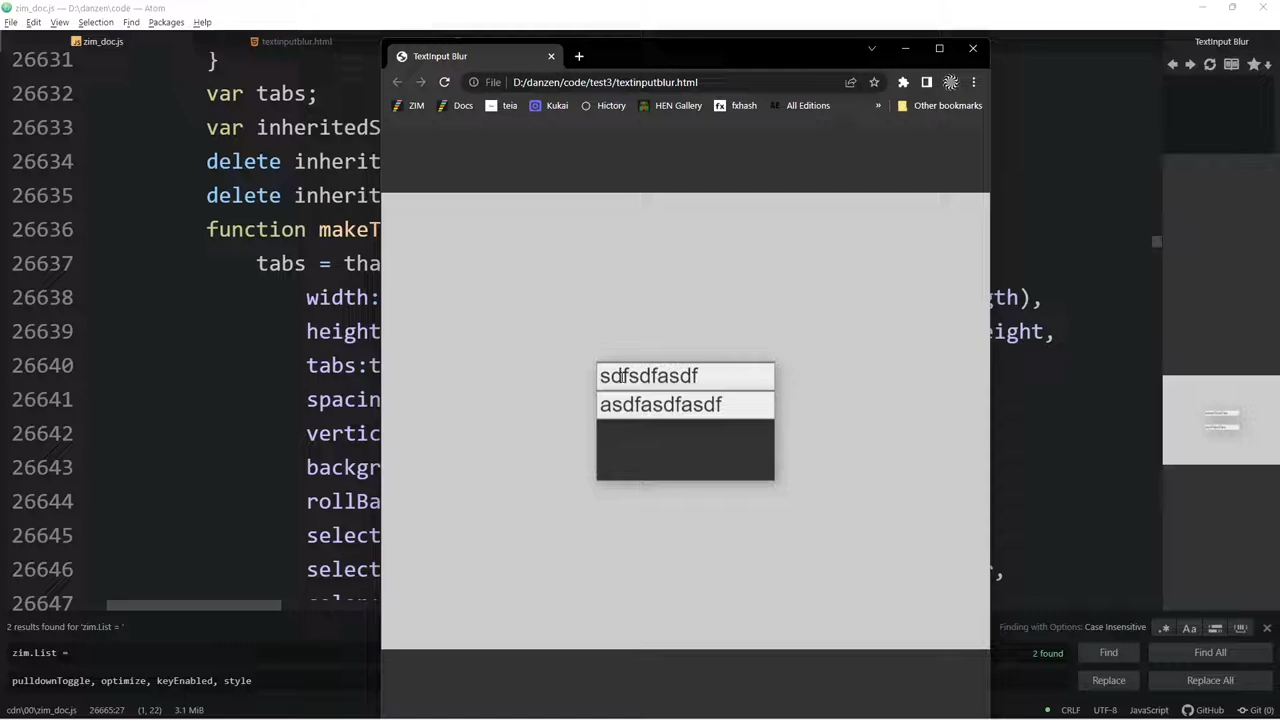 zim_doc.js — D:\danzen\code — Atom
File Edit View Selection Find Packages Help
zim_doc.js
textinputblur.html
TextInput Blur
26631 }
26632 var tabs;
26633 var inheritedS
26634 delete inherit
26635 delete inherit
26636 function makeT
26637 tabs = tha
26638 width: gth),
26639 height eight,
26640 tabs:t
26641 spacin
26642 vertic
26643 backgr
26644 rollBa
26645 select
26646 select
26647
TextInput Blur
File D:/danzen/code/test3/textinputblur.html
ZIM Docs teia Kukai Hictory HEN Gallery fx fxhash AE All Editions » Other bookmarks
sdfsdfasdf
asdfasdfasdf
2 results found for 'zim.List = '
Finding with Options: Case Insensitive
.* Aa
zim.List =
2 found Find Find All
pulldownToggle, optimize, keyEnabled, style
Replace Replace All
cdn\00\zim_doc.js 26665:27 (1, 22) 3.1 MiB
CRLF UTF-8 JavaScript GitHub Git (0)